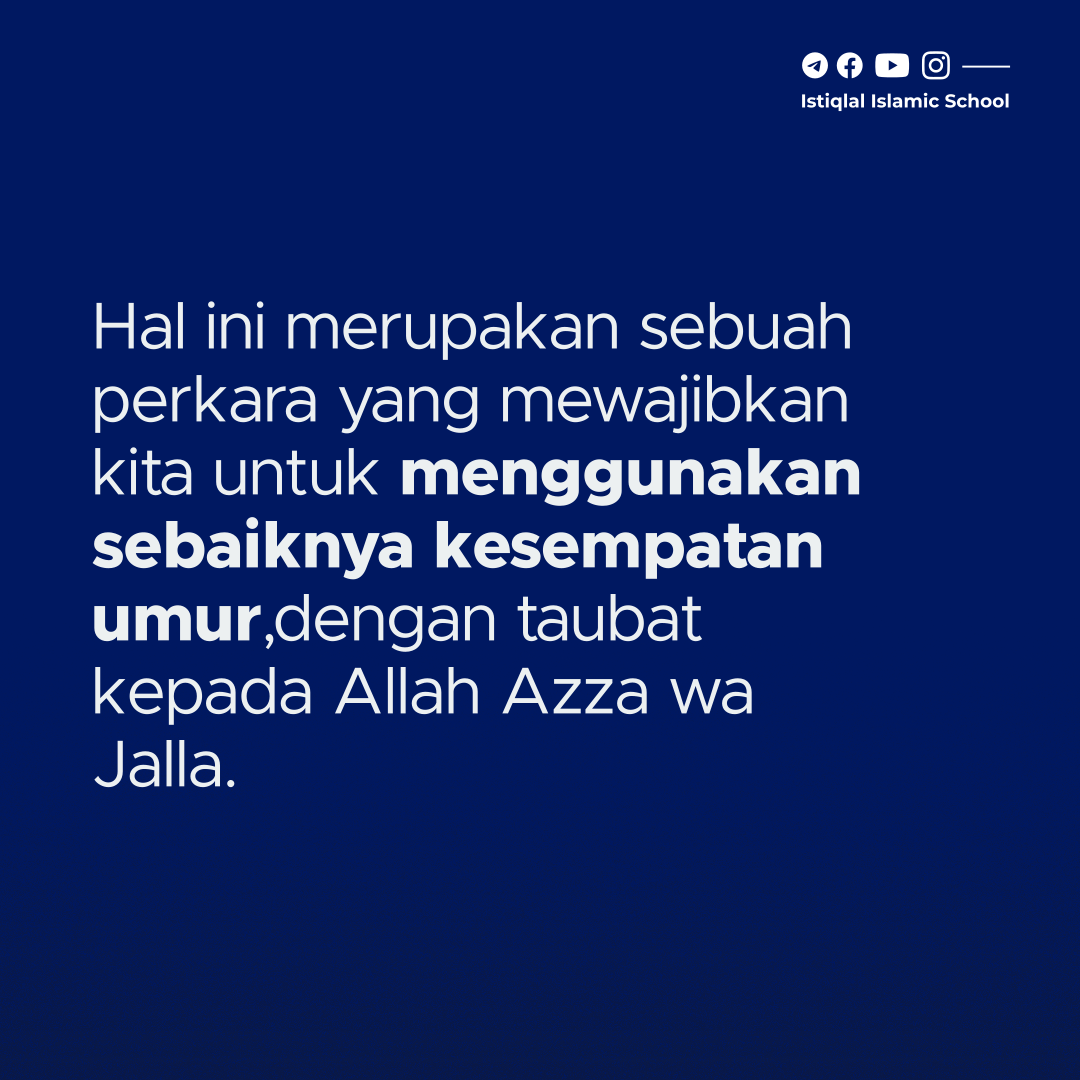 Istiqlal Islamic School
Hal ini merupakan sebuah
perkara yang mewajibkan
kita untuk menggunakan
sebaiknya kesempatan
umur,dengan taubat
kepada Allah Azza wa
Jalla.